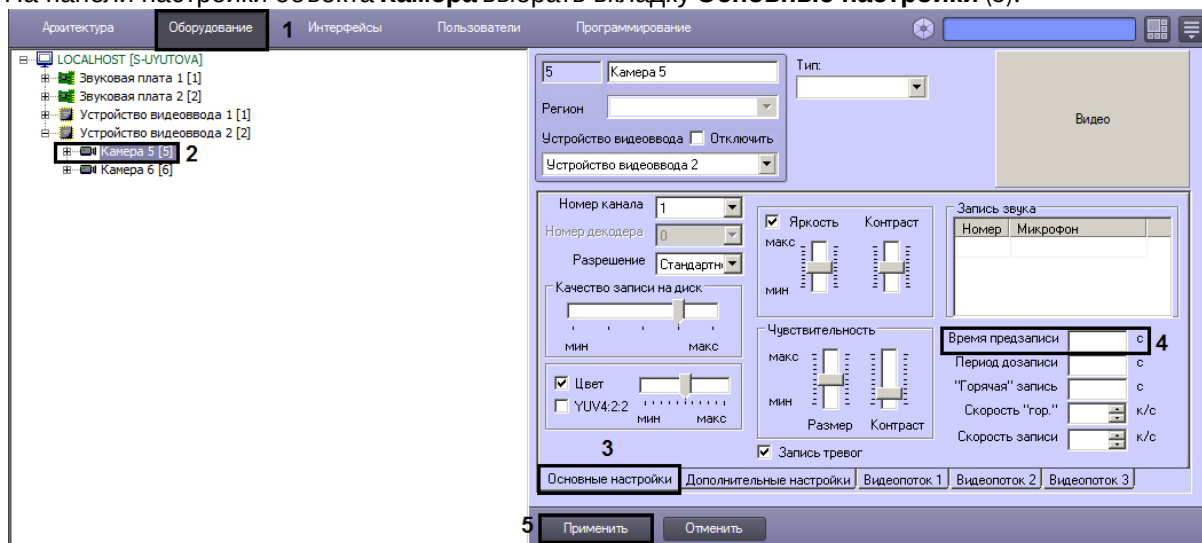 На панели настройки объекта Камера выбрать вкладку Основные настройки (3).
Архитектура Оборудование 1 Интерфейсы Пользователи Программирование
LOCALHOST [S-UYUTOVA]
Звуковая плата 1 [1]
Звуковая плата 2 [2]
Устройство видеоввода 1 [1]
Устройство видеоввода 2 [2]
Камера 5 [5] 2
Камера 6 [6]
5 Камера 5
Тип:
Регион
Устройство видеоввода Отключить
Устройство видеоввода 2
Видео
Номер канала 1
Номер декодера 0
Разрешение Стандартн
Качество записи на диск
мин макс
Цвет
YUV4:2:2
мин макс
3
Яркость Контраст
макс
мин
Чувствительность
макс
мин
Размер Контраст
Запись тревог
Запись звука
Номер Микрофон
Время предзаписи с 4
Период дозаписи с
"Горячая" запись с
Скорость "гор." к/с
Скорость записи к/с
Основные настройки Дополнительные настройки Видеопоток 1 Видеопоток 2 Видеопоток 3
5 Применить Отменить